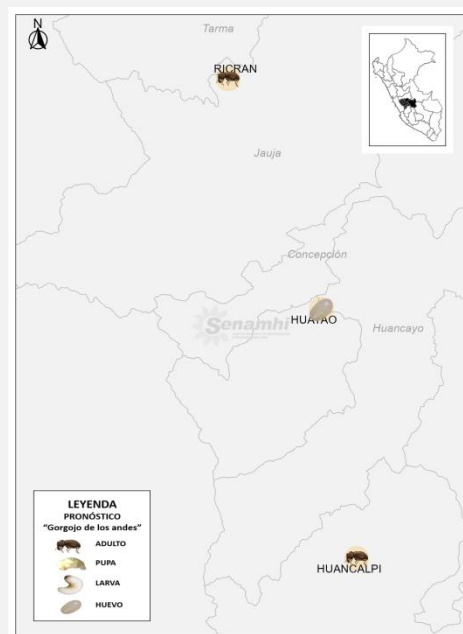 N
Tarma
RICRAN
Jauja
Concepción
Senamhi
HUAYAO
Huancayo
HUANCALPI
LEYENDA
PRONÓSTICO
"Gorgojo de los andes"
ADULTO
PUPA
LARVA
HUEVO